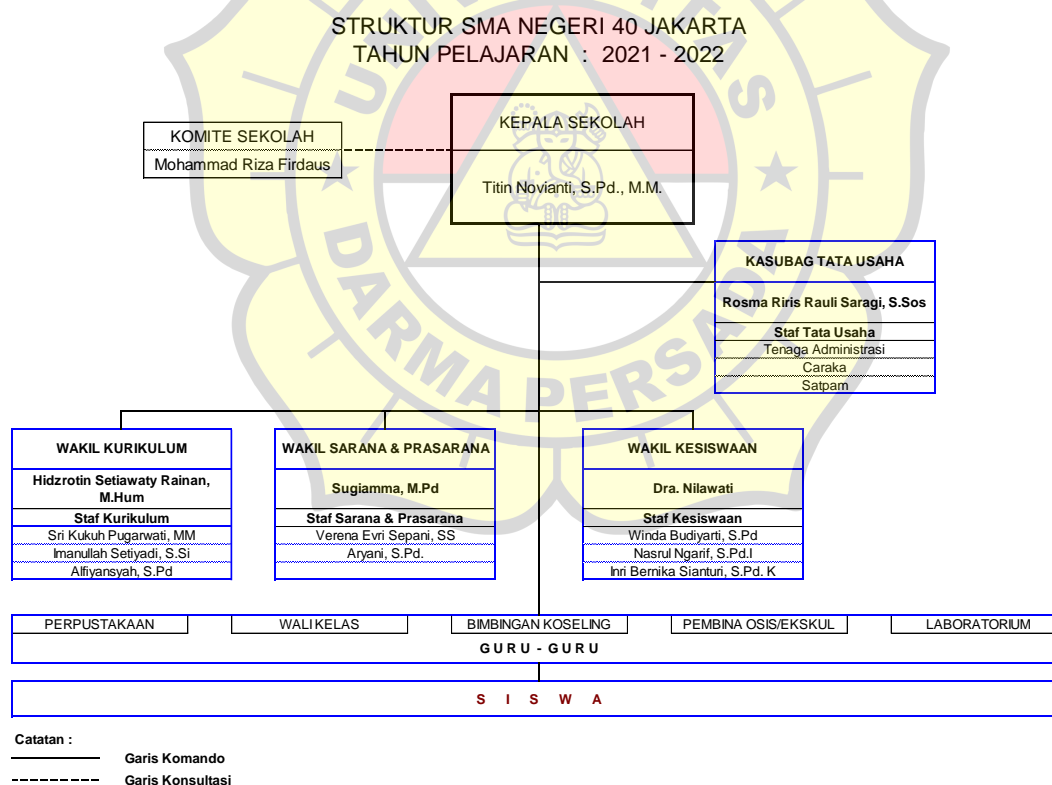 STRUKTUR SMA NEGERI 40 JAKARTA
TAHUN PELAJARAN : 2021 - 2022
KEPALA SEKOLAH
Titin Novianti, S.Pd., M.M.
KOMITE SEKOLAH
Mohammad Riza Firdaus
KASUBAG TATA USAHA
Rosma Riris Rauli Saragi, S.Sos
Staf Tata Usaha
Tenaga Administrasi
Caraka
Satpam
WAKIL KURIKULUM
Hidzrotin Setiawaty Rainan,
M.Hum
Staf Kurikulum
Sri Kukuh Pugarwati, MM
Imanullah Setiyadi, S.Si
Alfiyansyah, S.Pd
WAKIL SARANA & PRASARANA
Sugiamma, M.Pd
Staf Sarana & Prasarana
Verena Evri Sepani, SS
Aryani, S.Pd.
WAKIL KESISWAAN
Dra. Nilawati
Staf Kesiswaan
Winda Budiyarti, S.Pd
Nasrul Ngarif, S.Pd.I
Inri Bernika Sianturi, S.Pd. K
PERPUSTAKAAN
WALI KELAS
BIMBINGAN KOSELING
PEMBINA OSIS/EKSKUL
LABORATORIUM
G U R U - G U R U
S I S W A
Catatan :
Garis Komando
Garis Konsultasi
DARMA PERSADA